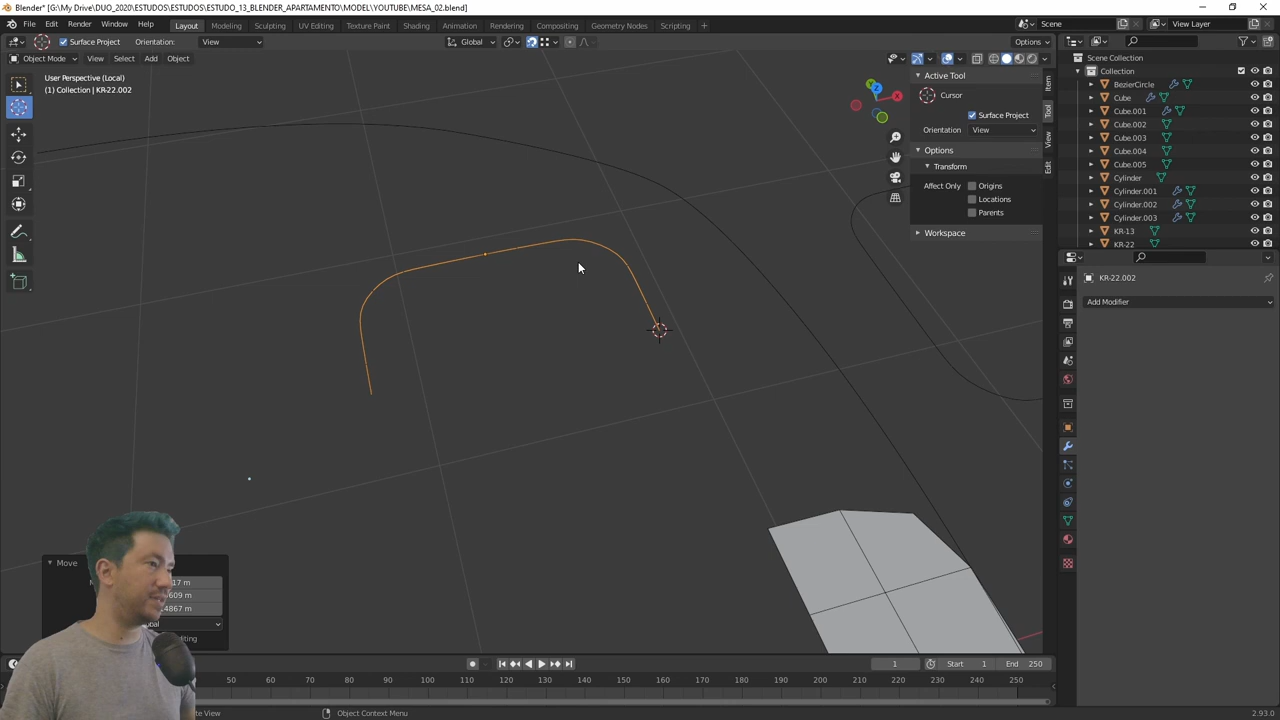 Blender* [G:\My Drive\DUO_2020\ESTUDOS\ESTUDOS\ESTUDO_13_BLENDER_APARTAMENTO\MODEL\YOUTUBE\MESA_02.blend]
File Edit Render Window Help Layout Modeling Sculpting UV Editing Texture Paint Shading Animation Rendering Compositing Geometry Nodes Scripting + Scene View Layer
Surface Project Orientation: View Global Options
Object Mode View Select Add Object
User Perspective (Local)
(1) Collection | KR-22.002
Active Tool
Cursor
Surface Project
Orientation View
Options
Transform
Affect Only Origins
Locations
Parents
Workspace
Item
Tool
View
Edit
Scene Collection
Collection
BezierCircle
Cube
Cube.001
Cube.002
Cube.003
Cube.004
Cube.005
Cylinder
Cylinder.001
Cylinder.002
Cylinder.003
KR-13
KR-22
KR-22.002
Add Modifier
Move
17 m
609 m
4867 m
1 Start 1 End 250
50 60 70 80 90 100 110 120 130 140 150 160 170 180 190 200 210 220 230 240 250
View Object Context Menu 2.93.0